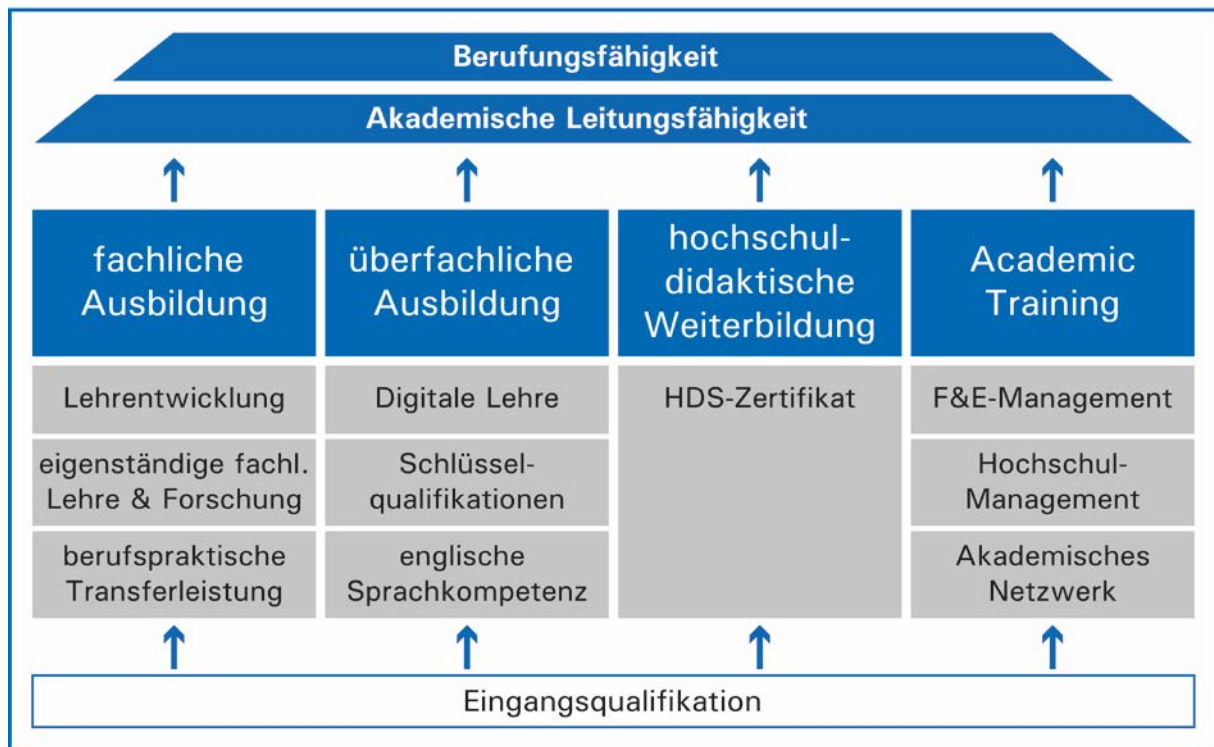 Berufungsfähigkeit
Akademische Leitungsfähigkeit
fachliche
Ausbildung
überfachliche
Ausbildung
hochschul-
didaktische
Weiterbildung
Academic
Training
Lehrentwicklung
eigenständige fachl.
Lehre & Forschung
berufspraktische
Transferleistung
Digitale Lehre
Schlüssel-
qualifikationen
englische
Sprachkompetenz
HDS-Zertifikat
F&E-Management
Hochschul-
Management
Akademisches
Netzwerk
Eingangsqualifikation